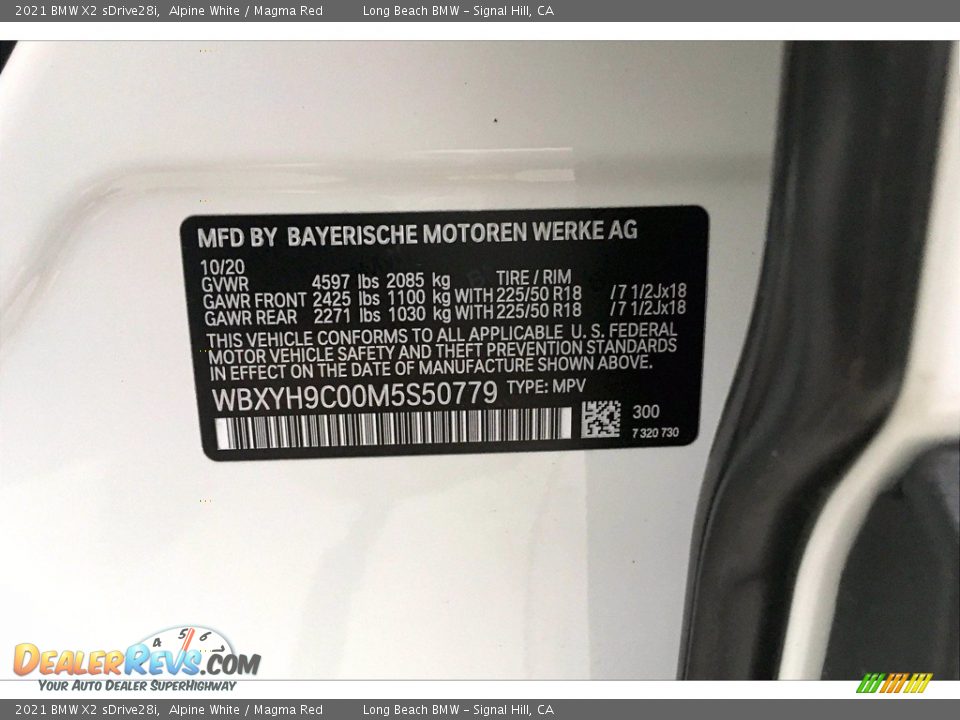 2021 BMW X2 sDrive28i, Alpine White / Magma Red Long Beach BMW – Signal Hill, CA
MFD BY BAYERISCHE MOTOREN WERKE AG
10/20
GVWR 4597 lbs 2085 kg TIRE / RIM
GAWR FRONT 2425 lbs 1100 kg WITH 225/50 R18 /7 1/2Jx18
GAWR REAR 2271 lbs 1030 kg WITH 225/50 R18 /7 1/2Jx18
THIS VEHICLE CONFORMS TO ALL APPLICABLE U. S. FEDERAL
MOTOR VEHICLE SAFETY AND THEFT PREVENTION STANDARDS
IN EFFECT ON THE DATE OF MANUFACTURE SHOWN ABOVE.
WBXYH9C00M5S50779 TYPE: MPV
300
7 320 730
4 5 6
DEALERREVS.COM
YOUR AUTO DEALER SUPERHIGHWAY
2021 BMW X2 sDrive28i, Alpine White / Magma Red Long Beach BMW – Signal Hill, CA